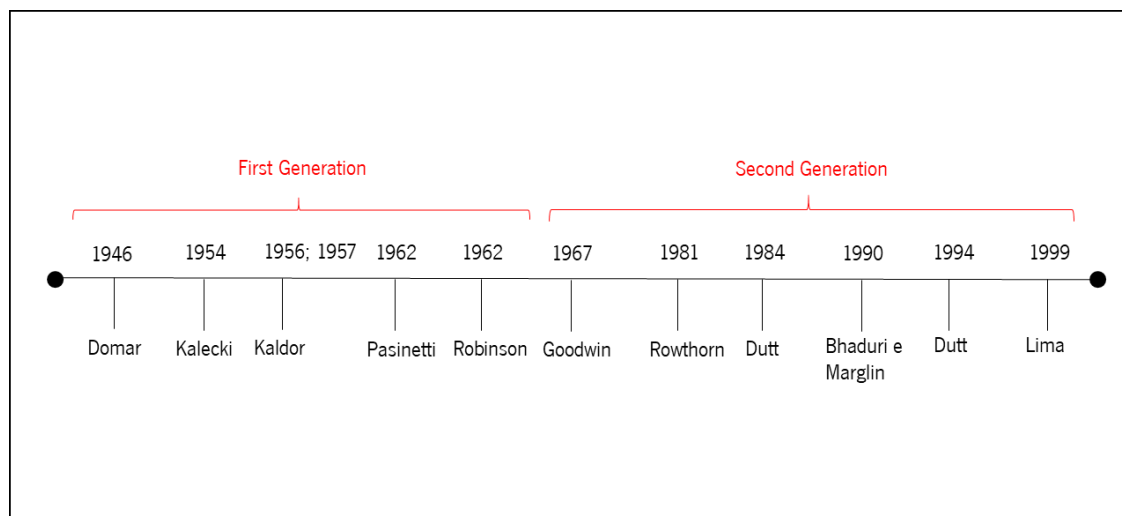 First Generation
Second Generation
1946
1954
1956; 1957
1962
1962
1967
1981
1984
1990
1994
1999
Domar
Kalecki
Kaldor
Pasinetti
Robinson
Goodwin
Rowthorn
Dutt
Bhaduri e
Marglin
Dutt
Lima